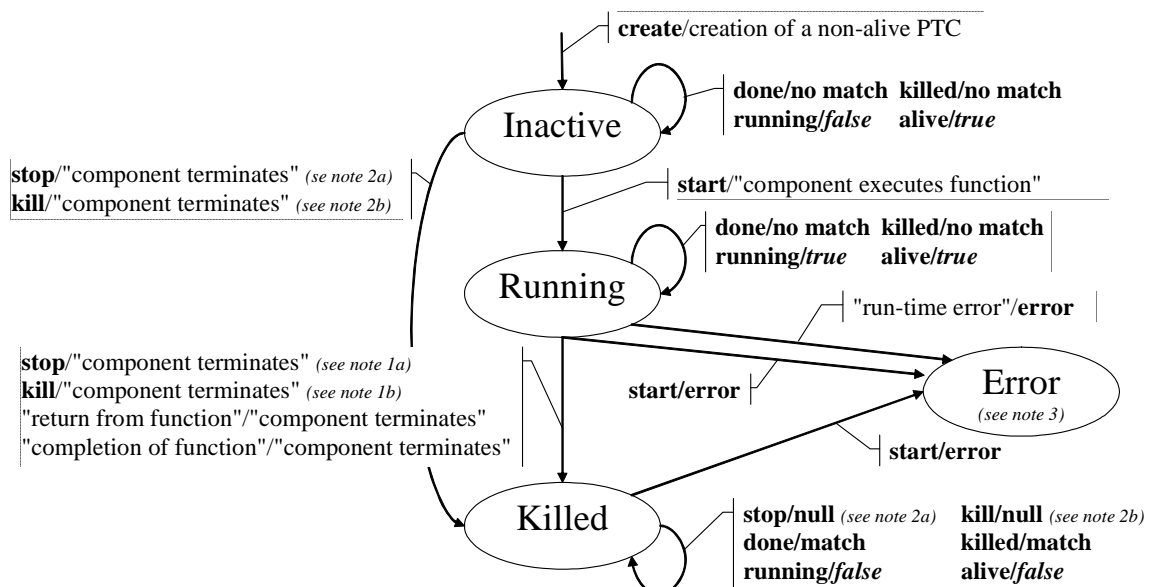 create/creation of a non-alive PTC
done/no match killed/no match
running/false alive/true
Inactive
stop/"component terminates" (se note 2a)
kill/"component terminates" (see note 2b)
start/"component executes function"
done/no match killed/no match
running/true alive/true
Running
"run-time error"/error
stop/"component terminates" (see note 1a)
kill/"component terminates" (see note 1b)
"return from function"/"component terminates"
"completion of function"/"component terminates"
start/error
Error
(see note 3)
start/error
Killed
stop/null (see note 2a) kill/null (see note 2b)
done/match killed/match
running/false alive/false